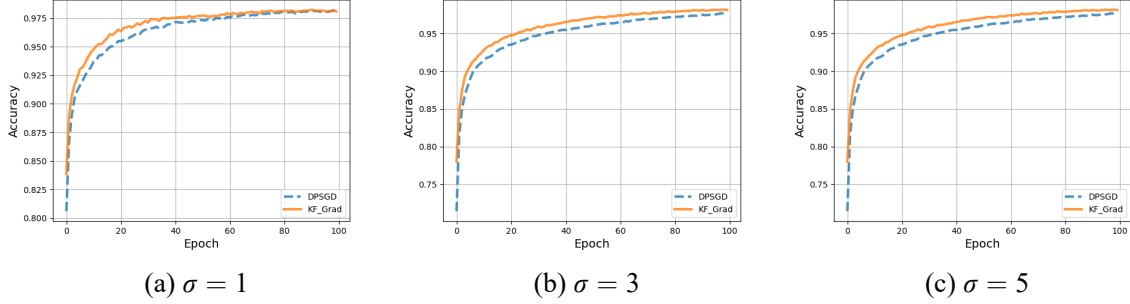 0.975
0.950
0.925
0.900
0.875
0.850
0.825
0.800
Accuracy
0 20 40 60 80 100
Epoch
DPSGD
KF_Grad
(a) σ = 1
0.95
0.90
0.85
0.80
0.75
Accuracy
0 20 40 60 80 100
Epoch
DPSGD
KF_Grad
(b) σ = 3
0.95
0.90
0.85
0.80
0.75
Accuracy
0 20 40 60 80 100
Epoch
DPSGD
KF_Grad
(c) σ = 5